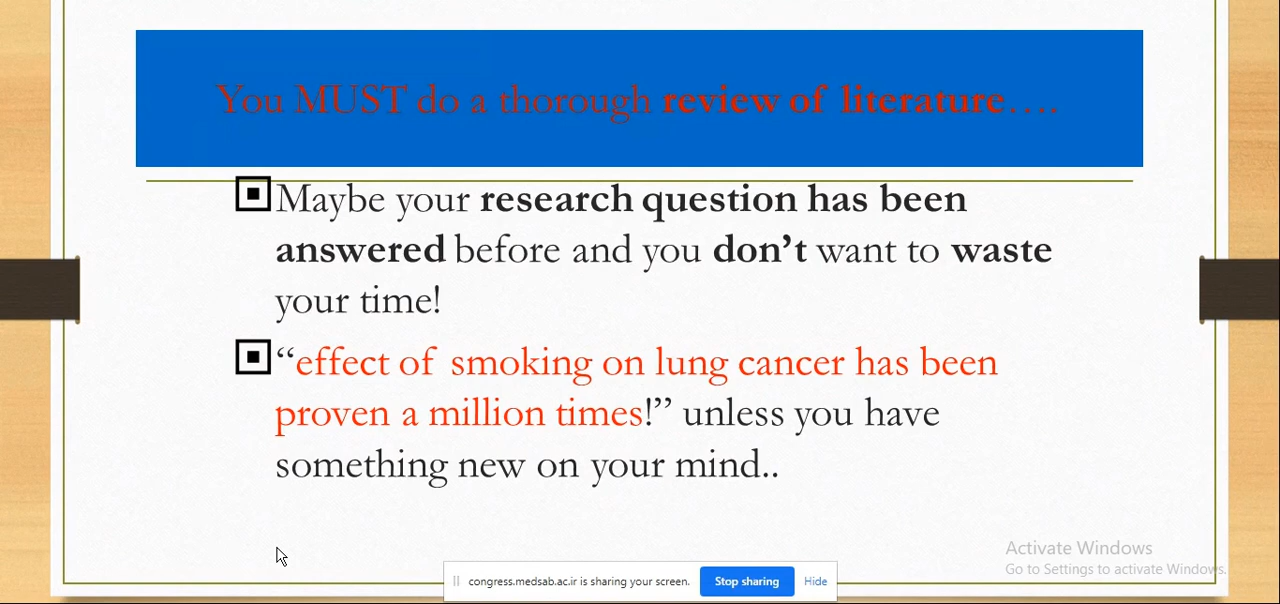 You MUST do a thorough review of literature….
Maybe your research question has been
answered before and you don’t want to waste
your time!
“effect of smoking on lung cancer has been
proven a million times!” unless you have
something new on your mind..
Activate Windows
Go to Settings to activate Windows.
congress.medsab.ac.ir is sharing your screen.
Stop sharing
Hide